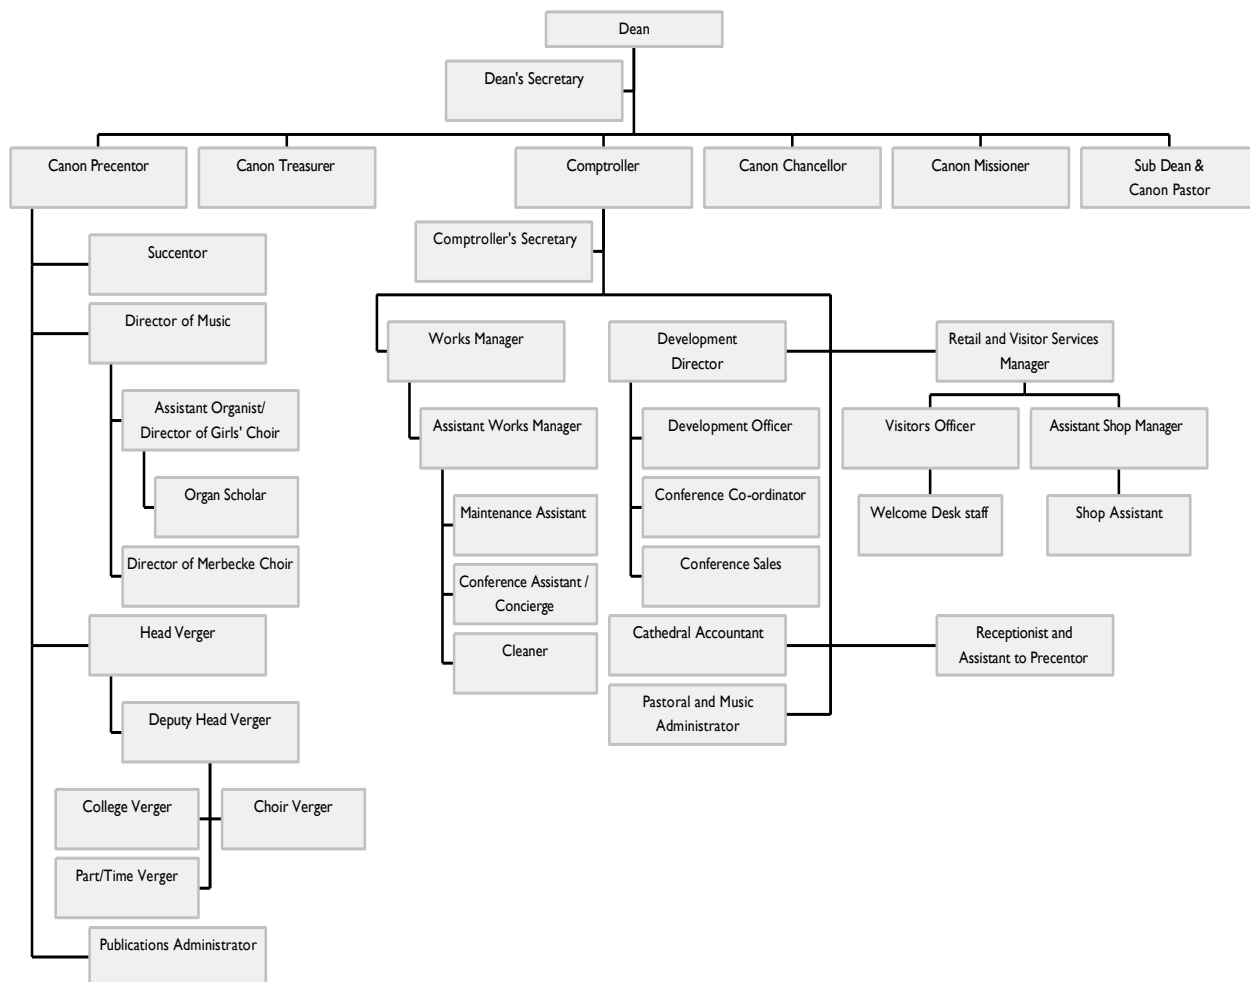 Dean
Dean's Secretary
Canon Precentor
Canon Treasurer
Comptroller
Canon Chancellor
Canon Missioner
Sub Dean &
Canon Pastor
Succentor
Director of Music
Assistant Organist/
Director of Girls' Choir
Organ Scholar
Director of Merbecke Choir
Head Verger
Deputy Head Verger
College Verger
Choir Verger
Part/Time Verger
Publications Administrator
Comptroller's Secretary
Works Manager
Assistant Works Manager
Maintenance Assistant
Conference Assistant /
Concierge
Cleaner
Development
Director
Development Officer
Conference Co-ordinator
Conference Sales
Retail and Visitor Services
Manager
Visitors Officer
Welcome Desk staff
Assistant Shop Manager
Shop Assistant
Cathedral Accountant
Receptionist and
Assistant to Precentor
Pastoral and Music
Administrator